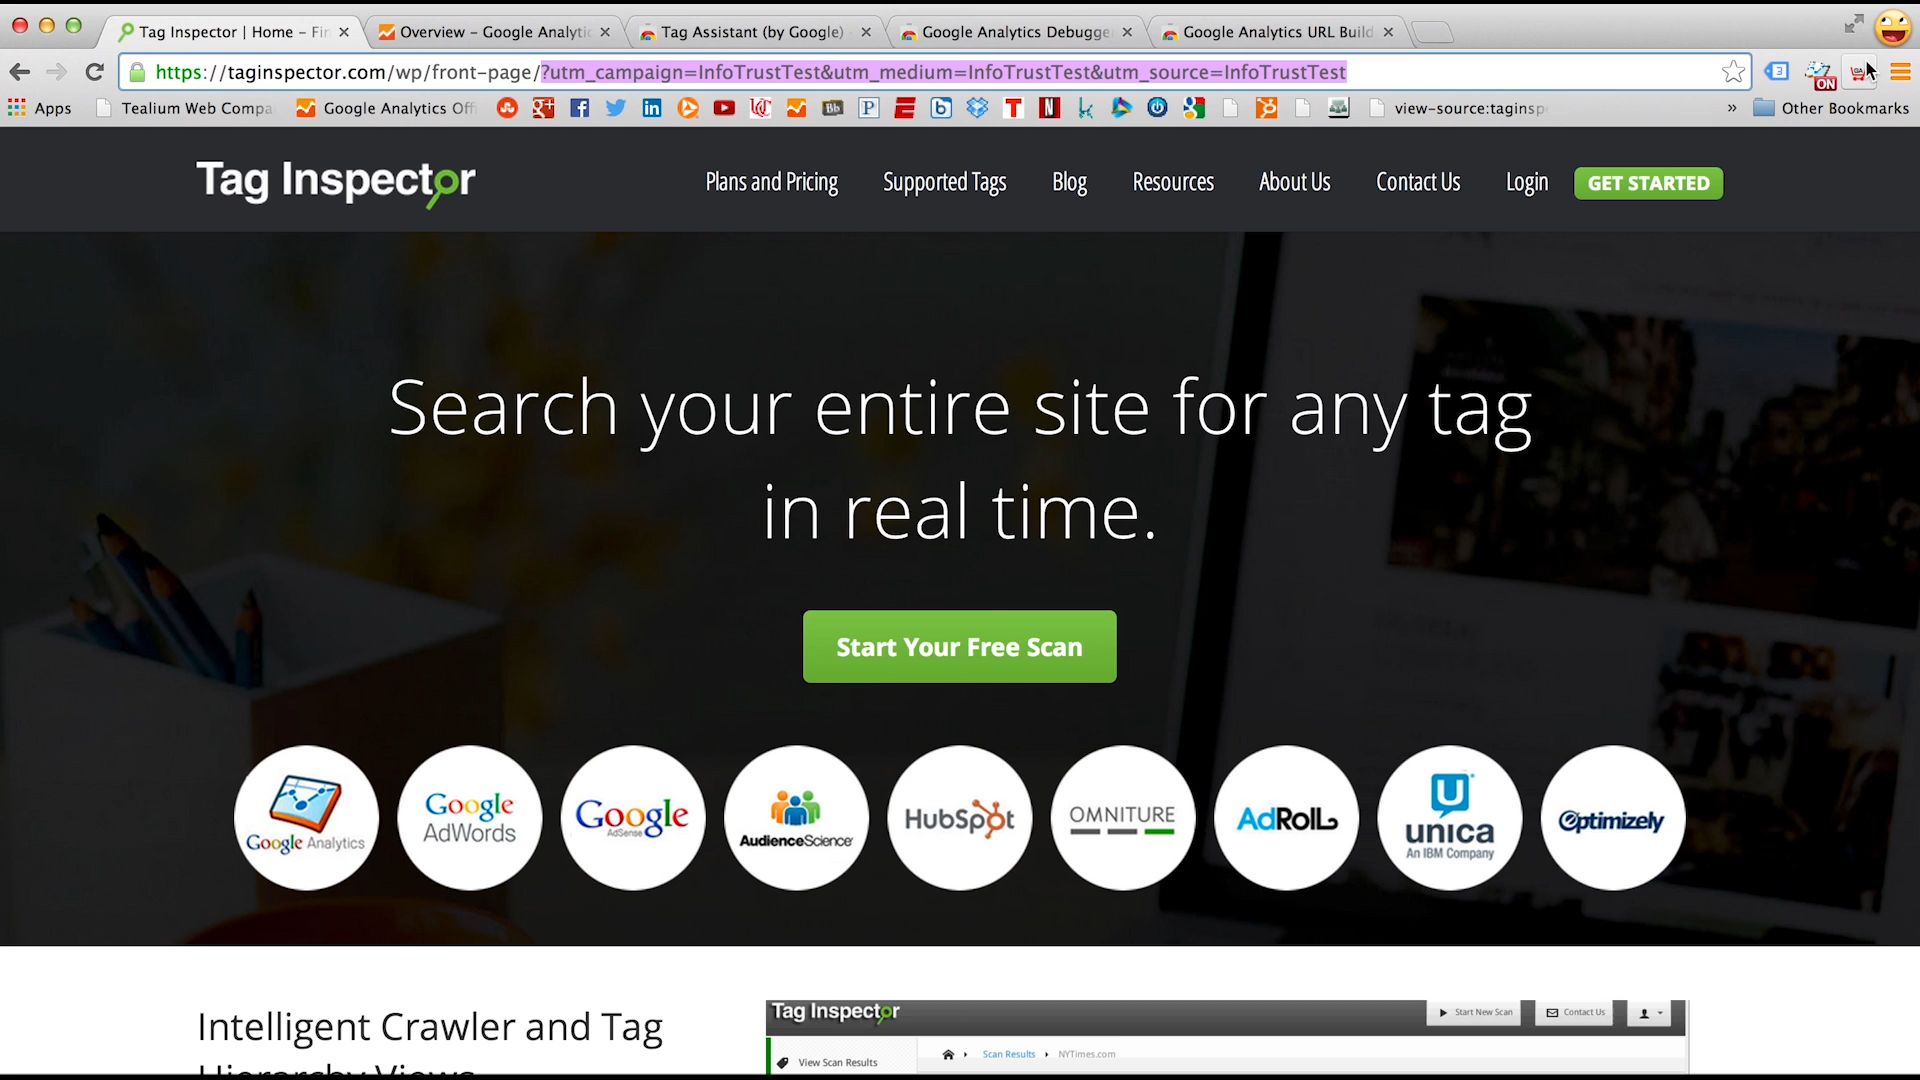 Tag Inspector | Home – Fin
Overview – Google Analytic
Tag Assistant (by Google)
Google Analytics Debugge
Google Analytics URL Build
https://taginspector.com/wp/front-page/?utm_campaign=InfoTrustTest&utm_medium=InfoTrustTest&utm_source=InfoTrustTest
3
ON
Apps
Tealium Web Compa
Google Analytics Off
view-source:taginsp
» Other Bookmarks
Tag Inspector
Plans and Pricing
Supported Tags
Blog
Resources
About Us
Contact Us
Login
GET STARTED
Search your entire site for any tag
in real time.
Start Your Free Scan
Google Analytics
Google AdWords
Google AdSense
AudienceScience
HubSpot
OMNITURE
AdRoll
unica
An IBM Company
Optimizely
Intelligent Crawler and Tag
Hierarchy Views
Tag Inspector
Start New Scan
Contact Us
View Scan Results
Scan Results
NYTimes.com